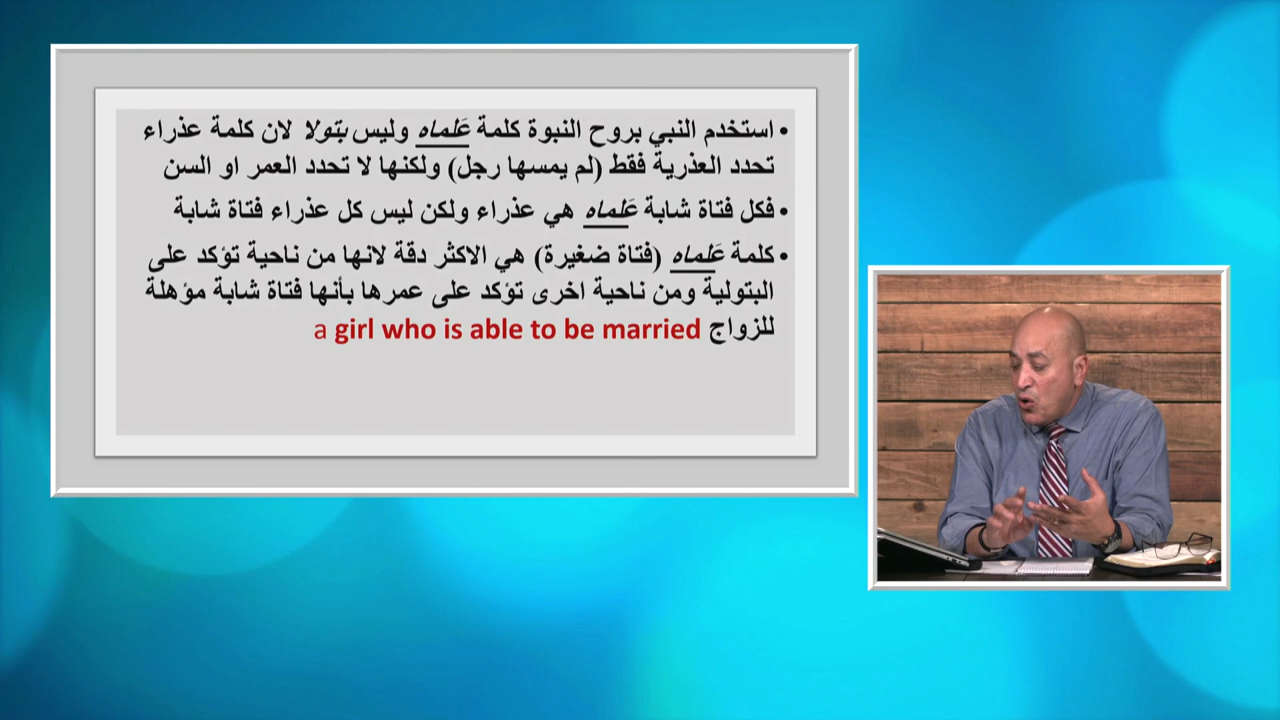 • استخدم النبي بروح النبوة كلمة عَلماه وليس بتولا لان كلمة عذراء
تحدد العذرية فقط (لم يمسها رجل) ولكنها لا تحدد العمر او السن
• فكل فتاة شابة عَلماه هي عذراء ولكن ليس كل عذراء فتاة شابة
• كلمة عَلماه (فتاة ضغيرة) هي الاكثر دقة لانها من ناحية تؤكد على
البتولية ومن ناحية اخرى تؤكد على عمرها بأنها فتاة شابة مؤهلة
للزواج a girl who is able to be married